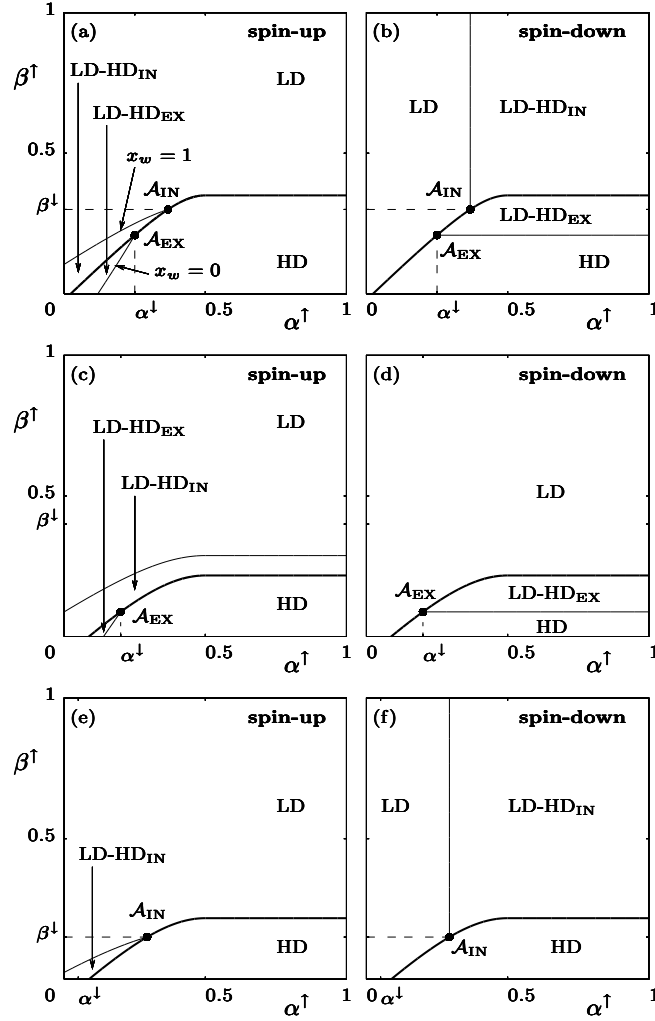 1
(a)
spin-up
β↑
LD-HD_IN
LD
LD-HD_EX
x_w = 1
0.5
A_IN
β↓
A_EX
x_w = 0
HD
0
α↓
0.5
α↑
1
(b)
spin-down
LD
LD-HD_IN
A_IN
LD-HD_EX
A_EX
HD
0
α↓
0.5
α↑
1
1
(c)
spin-up
β↑
LD-HD_EX
LD
LD-HD_IN
0.5
β↓
A_EX
HD
0
α↓
0.5
α↑
1
(d)
spin-down
LD
A_EX
LD-HD_EX
HD
0
α↓
0.5
α↑
1
1
(e)
spin-up
β↑
LD
0.5
LD-HD_IN
A_IN
β↓
HD
0
α↓
0.5
α↑
1
(f)
spin-down
LD
LD-HD_IN
A_IN
HD
0
α↓
0.5
α↑
1